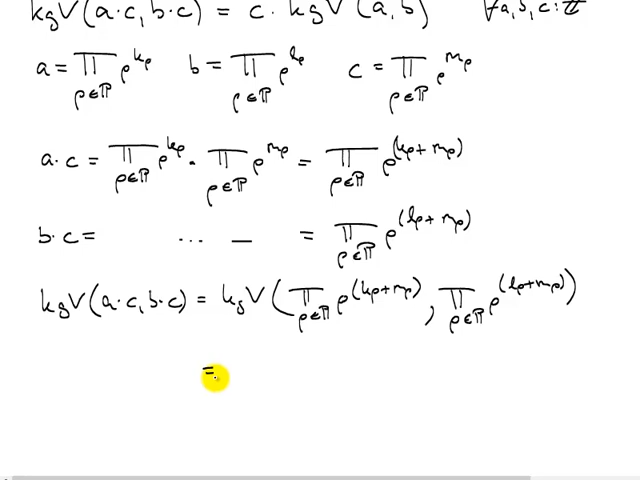 kgV(a·c, b·c) = c · kgV(a,b) ∀a,b,c:ℤ
a = ∏_{p∈ℙ} p^{k_p} b = ∏_{p∈ℙ} p^{l_p} c = ∏_{p∈ℙ} p^{m_p}
a·c = ∏_{p∈ℙ} p^{k_p} · ∏_{p∈ℙ} p^{m_p} = ∏_{p∈ℙ} p^{(k_p+m_p)}
b·c = ... — = ∏_{p∈ℙ} p^{(l_p+m_p)}
kgV(a·c, b·c) = kgV(∏_{p∈ℙ} p^{(k_p+m_p)}, ∏_{p∈ℙ} p^{(l_p+m_p)})
=